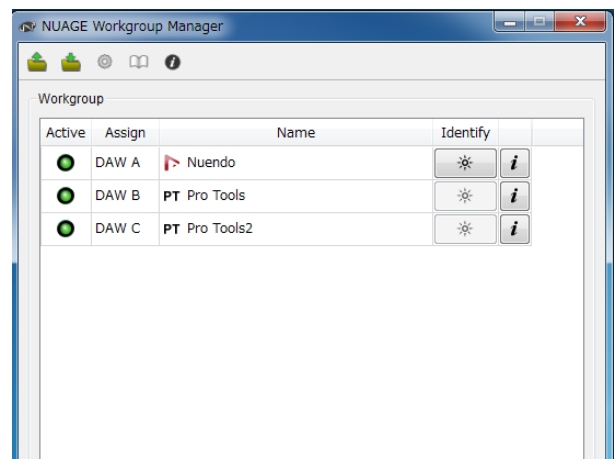 NUAGE Workgroup Manager
Workgroup
Active Assign Name Identify
DAW A Nuendo i
DAW B PT Pro Tools i
DAW C PT Pro Tools2 i